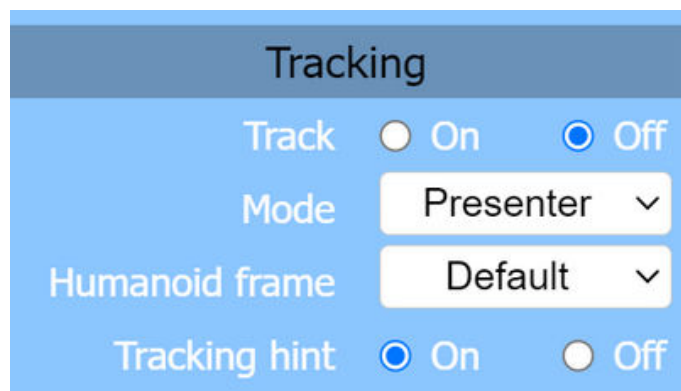 Tracking
Track On Off
Mode Presenter
Humanoid frame Default
Tracking hint On Off